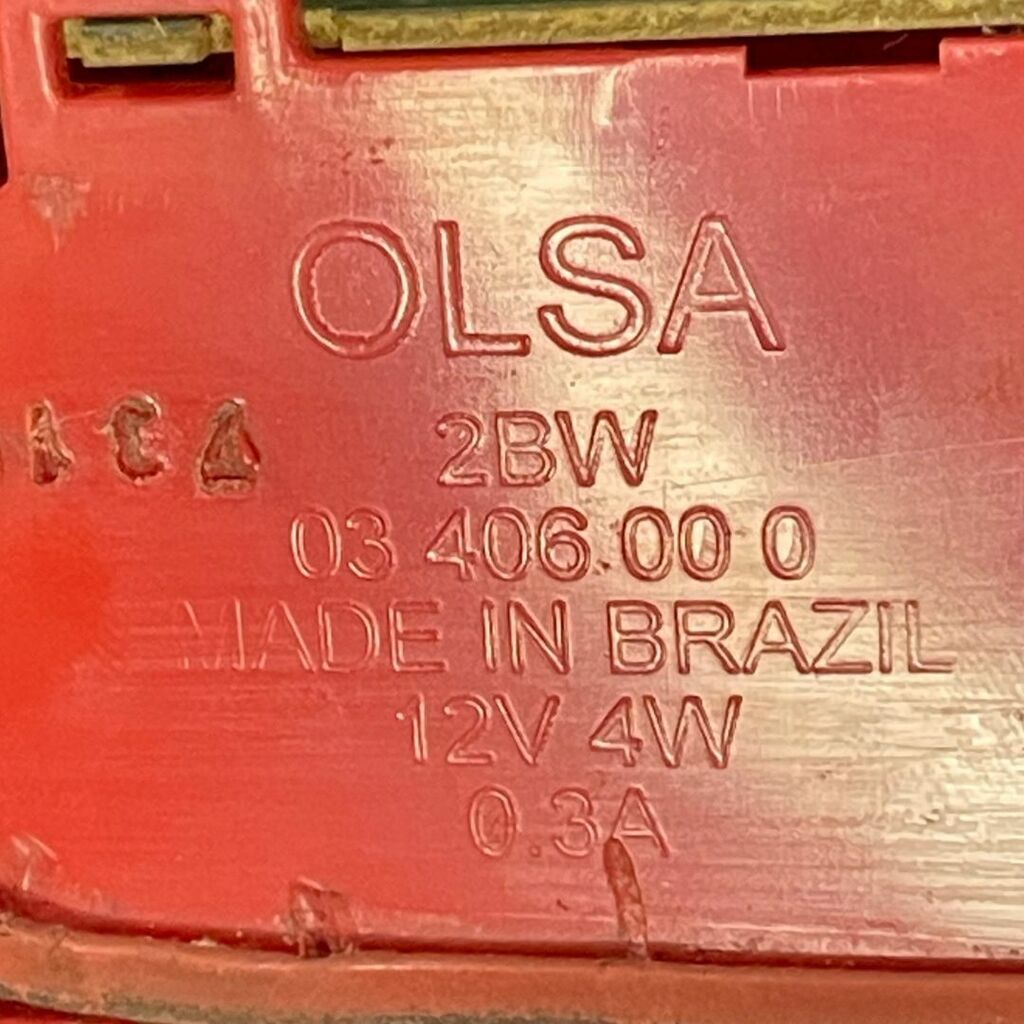 OLSA
2BW
03 406 00 0
MADE IN BRAZIL
12V 4W
0.3A